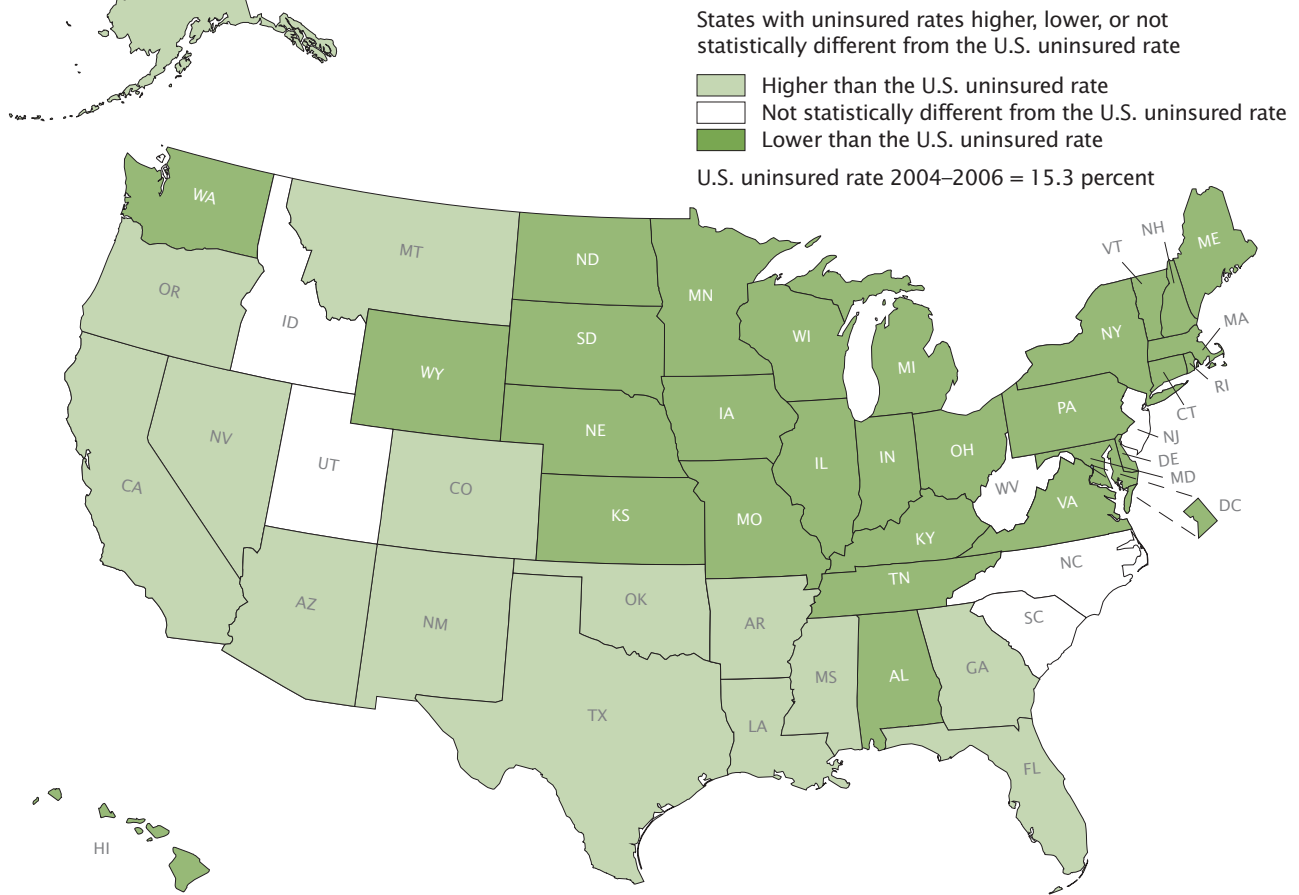 States with uninsured rates higher, lower, or not
statistically different from the U.S. uninsured rate
Higher than the U.S. uninsured rate
Not statistically different from the U.S. uninsured rate
Lower than the U.S. uninsured rate
U.S. uninsured rate 2004–2006 = 15.3 percent
WA
MT
ND
MN
VT
NH
ME
OR
ID
SD
WI
MI
NY
MA
WY
RI
IA
PA
CT
NE
NV
NJ
UT
CO
IL
IN
OH
DE
MD
CA
WV
KS
MO
VA
DC
KY
NC
AZ
NM
OK
TN
AR
SC
MS
AL
GA
TX
LA
FL
HI